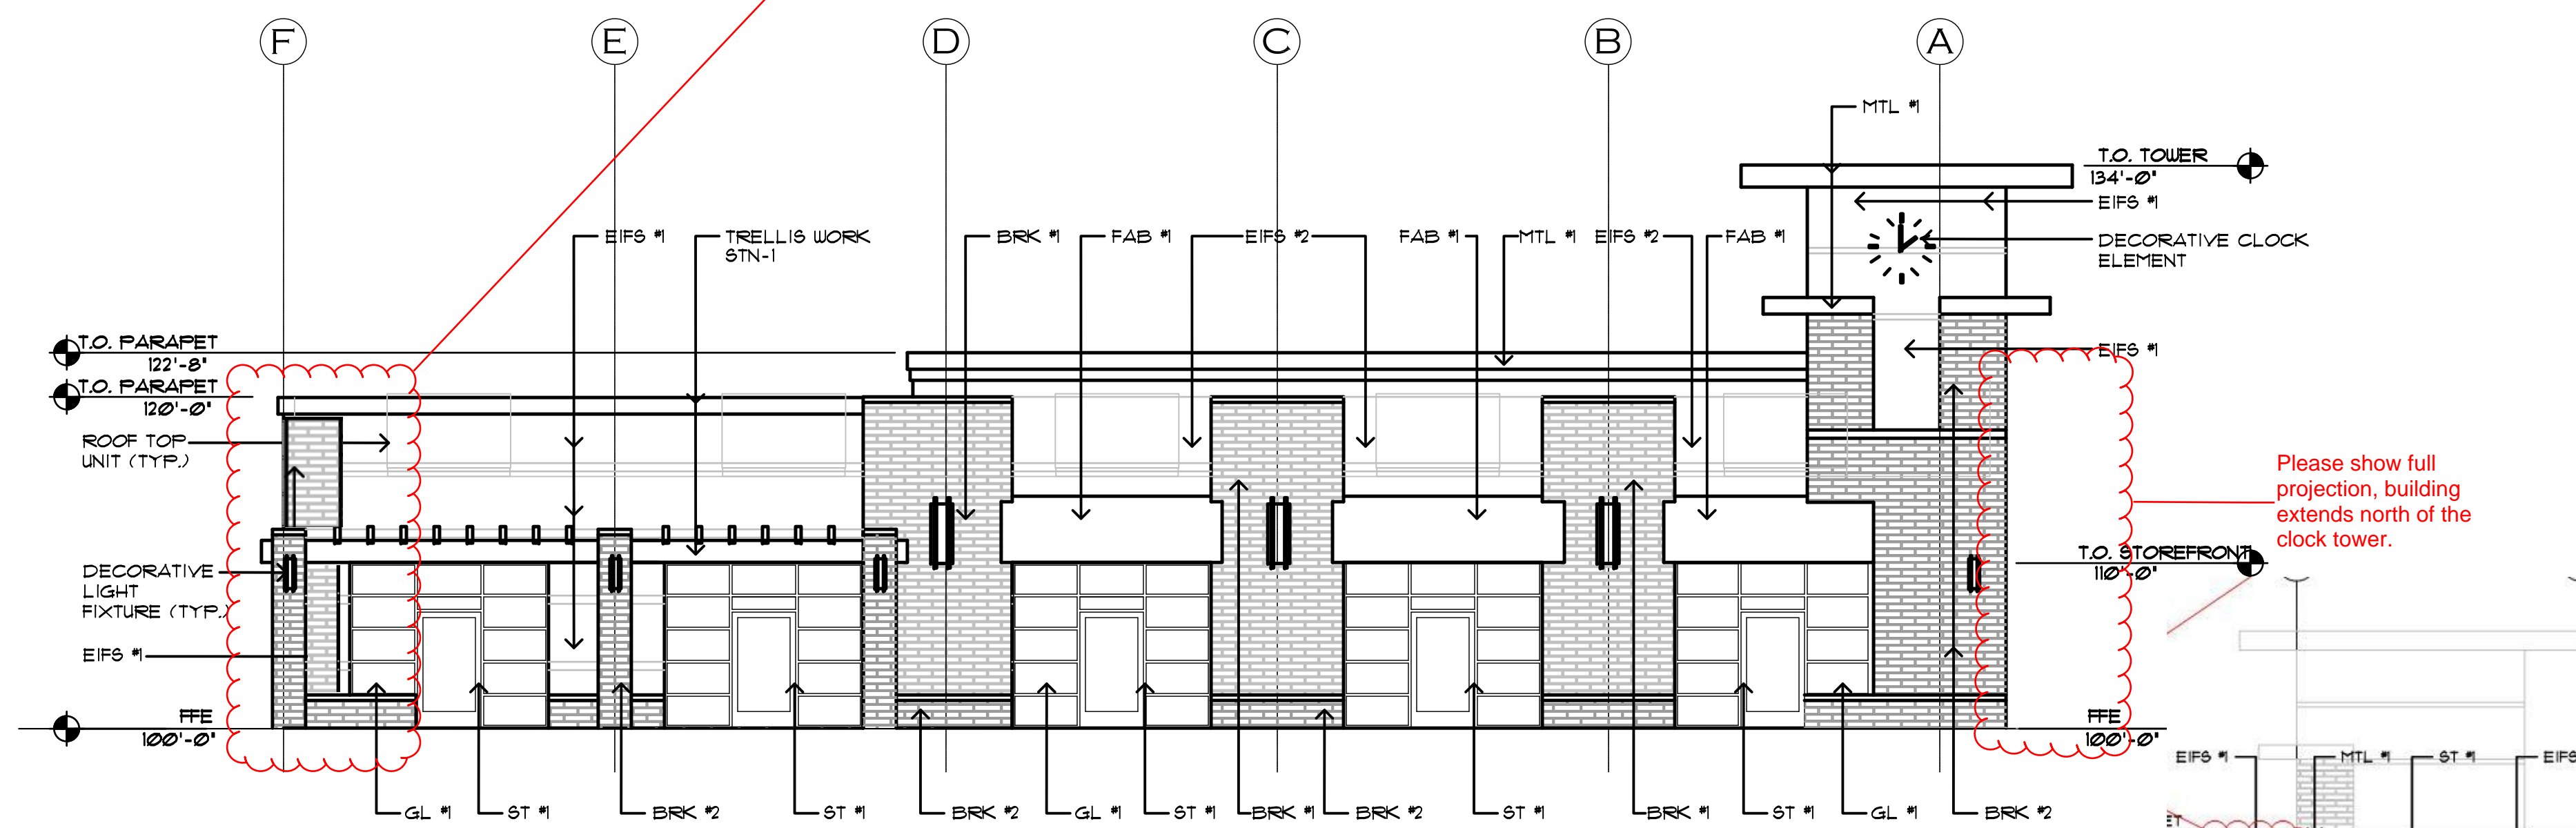 F
E
D
C
B
A
MTL #1
T.O. TOWER
134'-0"
EIFS #1
EIFS #1
TRELLIS WORK
STN-1
BRK #1
FAB #1
EIFS #2
FAB #1
MTL #1
EIFS #2
FAB #1
DECORATIVE CLOCK
ELEMENT
T.O. PARAPET
122'-8"
EIFS #1
T.O. PARAPET
120'-0"
ROOF TOP
UNIT (TYP.)
Please show full
projection, building
extends north of the
clock tower.
T.O. STOREFRONT
110'-0"
DECORATIVE
LIGHT
FIXTURE (TYP.)
EIFS #1
FFE
100'-0"
FFE
100'-0"
EIFS #1
MTL #1
ST #1
EIFS
GL #1
ST #1
BRK #2
ST #1
BRK #2
GL #1
ST #1
BRK #1
BRK #2
ST #1
BRK #1
ST #1
GL #1
BRK #2
ET